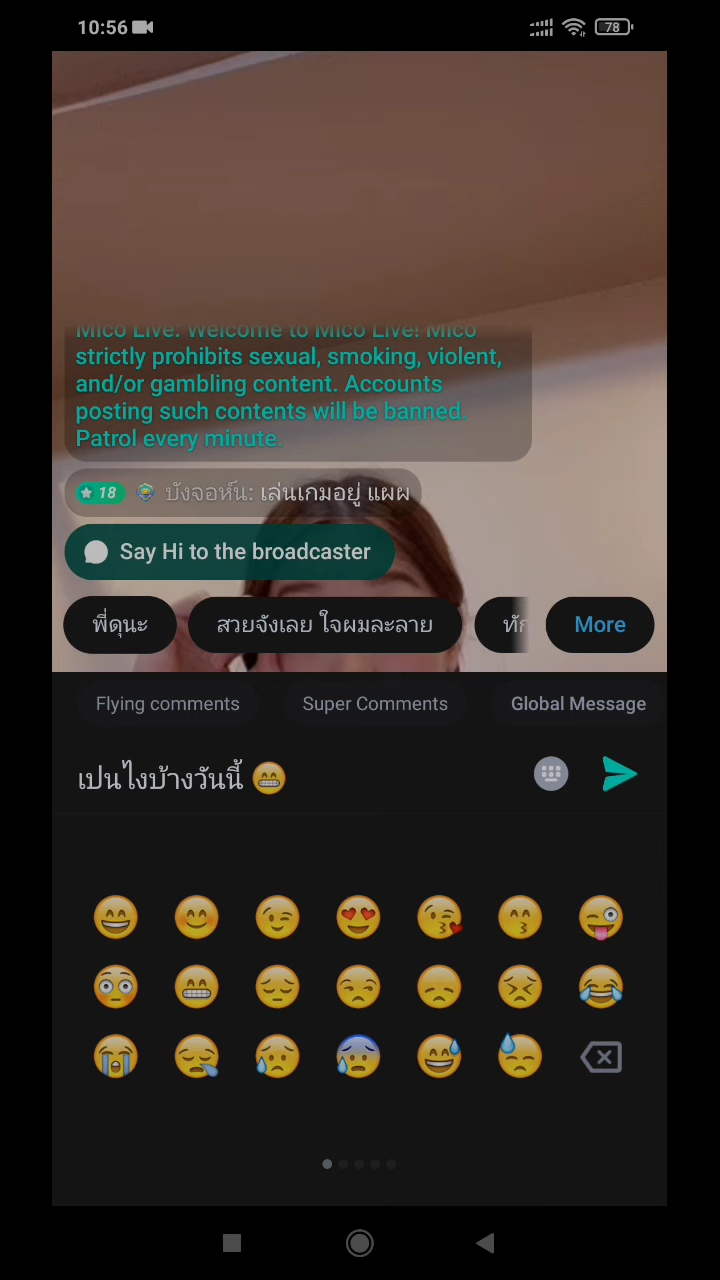 10:56
78
Mico Live: Welcome to Mico Live! Mico
strictly prohibits sexual, smoking, violent,
and/or gambling content. Accounts
posting such contents will be banned.
Patrol every minute.
18 บังจอห์น: เล่นเกมอยู่ แผผ
Say Hi to the broadcaster
พี่ดุนะ สวยจังเลย ใจผมละลาย ทัก More
Flying comments Super Comments Global Message
เปนไงบ้างวันนี้ 😁